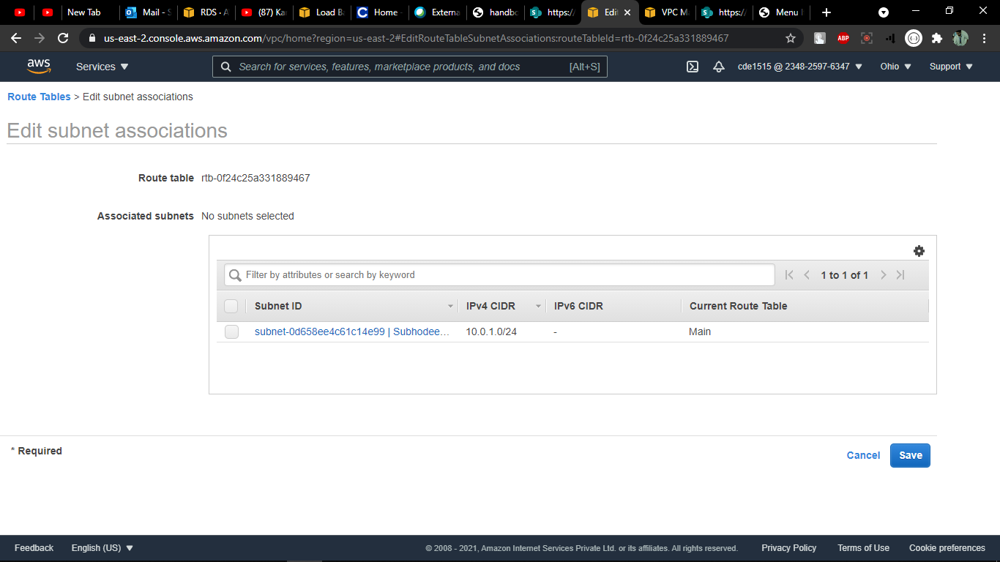 New Tab
Mail - S
RDS · A
(87) Ka
Load Ba
Home -
Externa
handbo
https:/
Edit
VPC M
https:/
Menu
us-east-2.console.aws.amazon.com/vpc/home?region=us-east-2#EditRouteTableSubnetAssociations:routeTableId=rtb-0f24c25a331889467
ABP
aws
Services
Search for services, features, marketplace products, and docs
[Alt+S]
cde1515 @ 2348-2597-6347
Ohio
Support
Route Tables > Edit subnet associations
Edit subnet associations
Route table rtb-0f24c25a331889467
Associated subnets No subnets selected
Filter by attributes or search by keyword
1 to 1 of 1
Subnet ID IPv4 CIDR IPv6 CIDR Current Route Table
subnet-0d658ee4c61c14e99 | Subhodee... 10.0.1.0/24 - Main
* Required
Cancel
Save
Feedback
English (US)
© 2008 - 2021, Amazon Internet Services Private Ltd. or its affiliates. All rights reserved.
Privacy Policy
Terms of Use
Cookie preferences